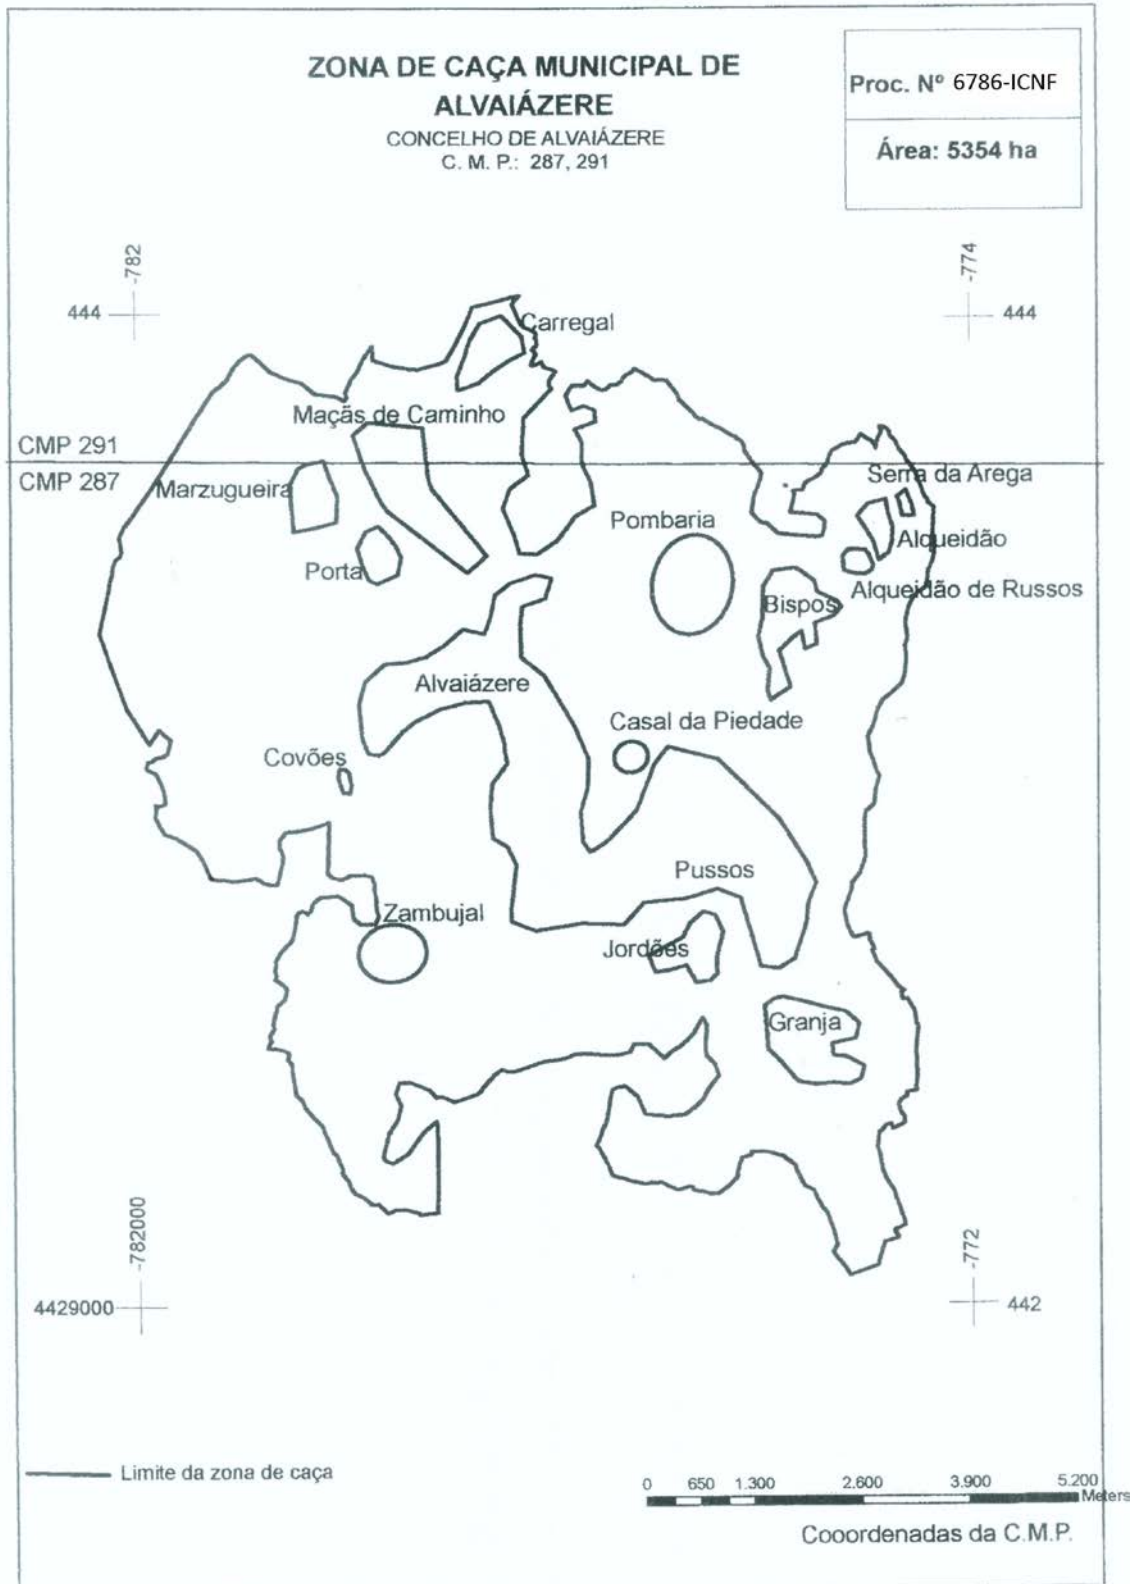 ZONA DE CAÇA MUNICIPAL DE
ALVAIÁZERE
CONCELHO DE ALVAIÁZERE
C. M. P.: 287, 291
Proc. Nº 6786-ICNF
Área: 5354 ha
-782
-774
444
444
Carregal
Maçãs de Caminho
CMP 291
CMP 287
Serra da Arega
Marzugueira
Pombaria
Alqueidão
Porta
Alqueidão de Russos
Bispos
Alvaiázere
Casal da Piedade
Covões
Pussos
Zambujal
Jordões
Granja
-782000
-772
4429000
442
Limite da zona de caça
0 650 1.300 2.600 3.900 5.200
Meters
Cooordenadas da C.M.P.